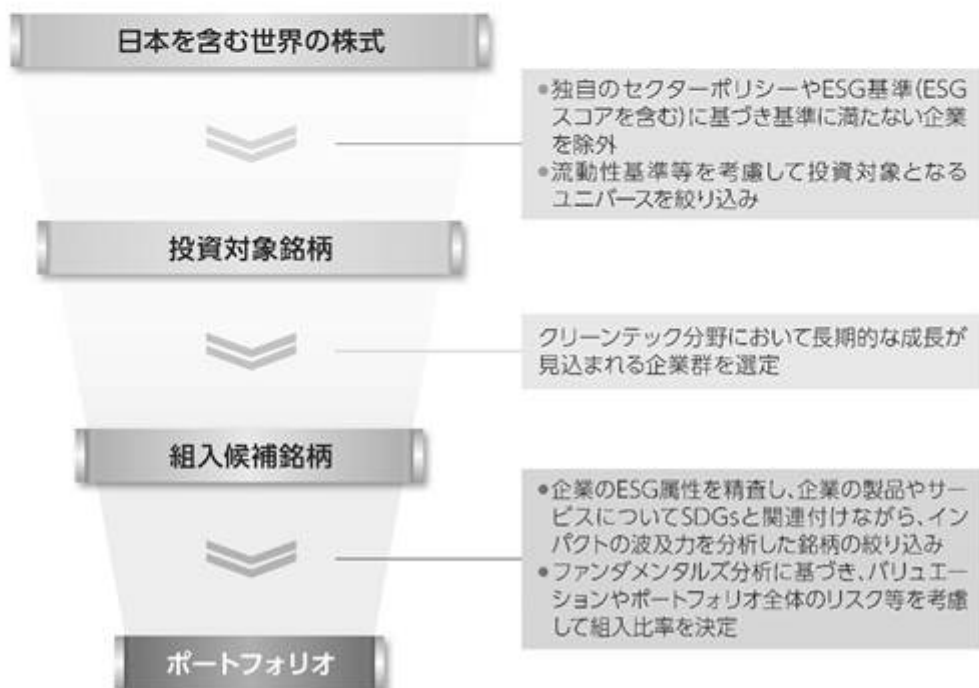 日本を含む世界の株式
●独自のセクターポリシーやESG基準(ESG
スコアを含む)に基づき基準に満たない企業
を除外
●流動性基準等を考慮して投資対象となる
ユニバースを絞り込み
投資対象銘柄
クリーンテック分野において長期的な成長が
見込まれる企業群を選定
組入候補銘柄
●企業のESG属性を精査し、企業の製品やサー
ビスについてSDGsと関連付けながら、イン
パクトの波及力を分析した銘柄の絞り込み
●ファンダメンタルズ分析に基づき、バリュエー
ションやポートフォリオ全体のリスク等を考慮
して組入比率を決定
ポートフォリオ